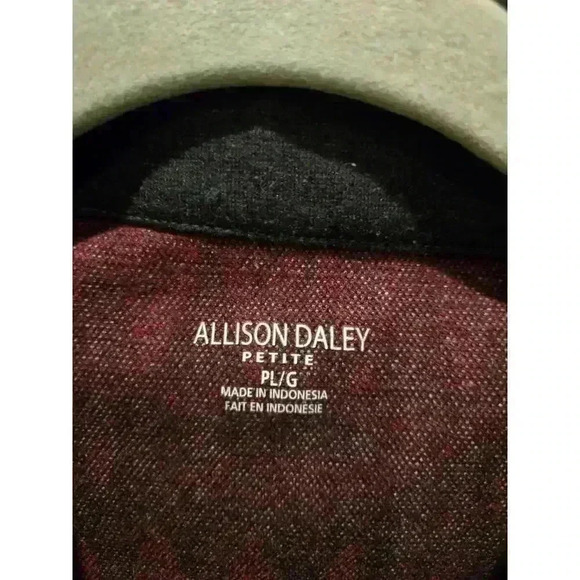 ALLISON DALEY
PETITE
PL/G
MADE IN INDONESIA
FAIT EN INDONÉSIE